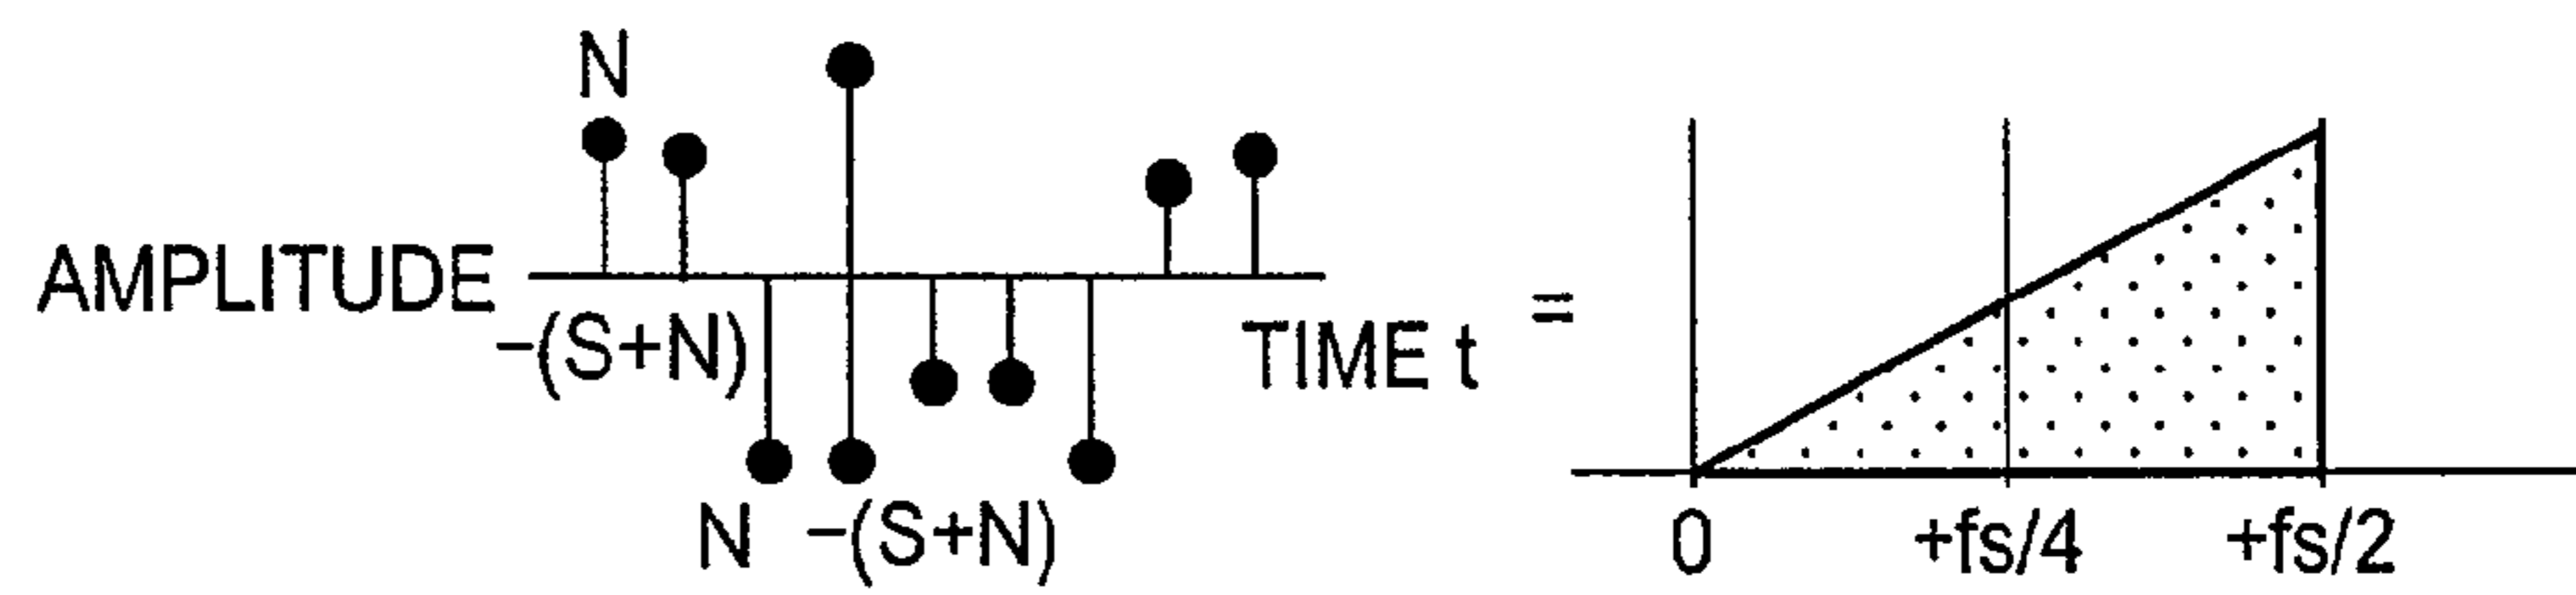 N
AMPLITUDE
-(S+N)
TIME t
=
N -(S+N)
0 +fs/4 +fs/2